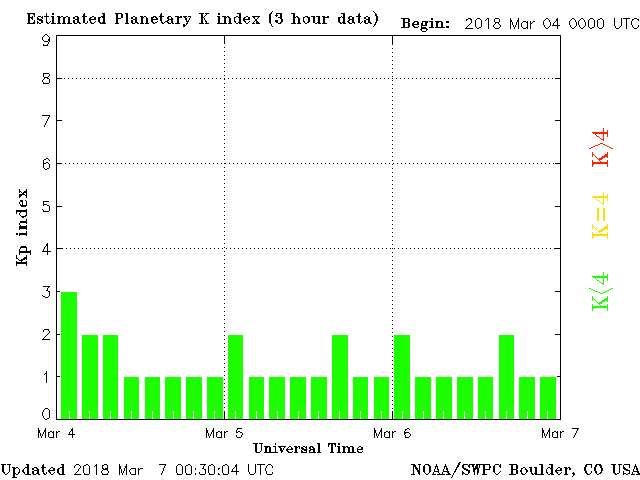 Estimated Planetary K index (3 hour data)
Begin: 2018 Mar 04 0000 UTC
9
8
7
6
5
4
3
2
1
0
Kp index
Mar 4
Mar 5
Mar 6
Mar 7
Universal Time
K>4
K=4
K<4
Updated 2018 Mar 7 00:30:04 UTC
NOAA/SWPC Boulder, CO USA